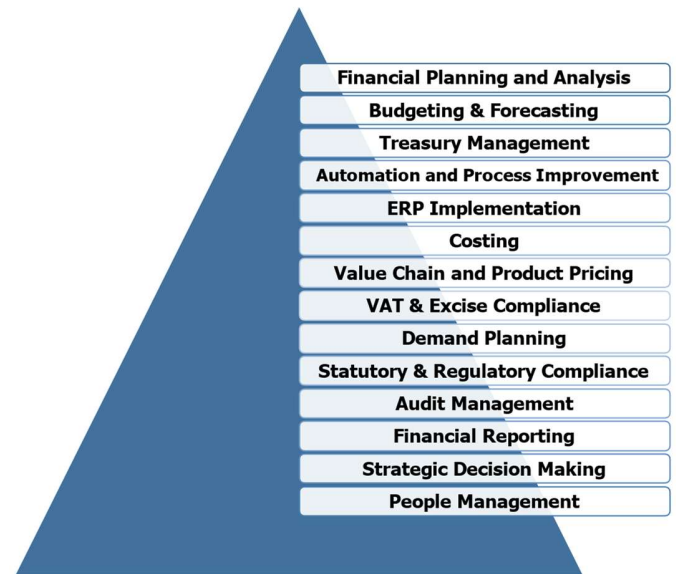 Financial Planning and Analysis
Budgeting & Forecasting
Treasury Management
Automation and Process Improvement
ERP Implementation
Costing
Value Chain and Product Pricing
VAT & Excise Compliance
Demand Planning
Statutory & Regulatory Compliance
Audit Management
Financial Reporting
Strategic Decision Making
People Management